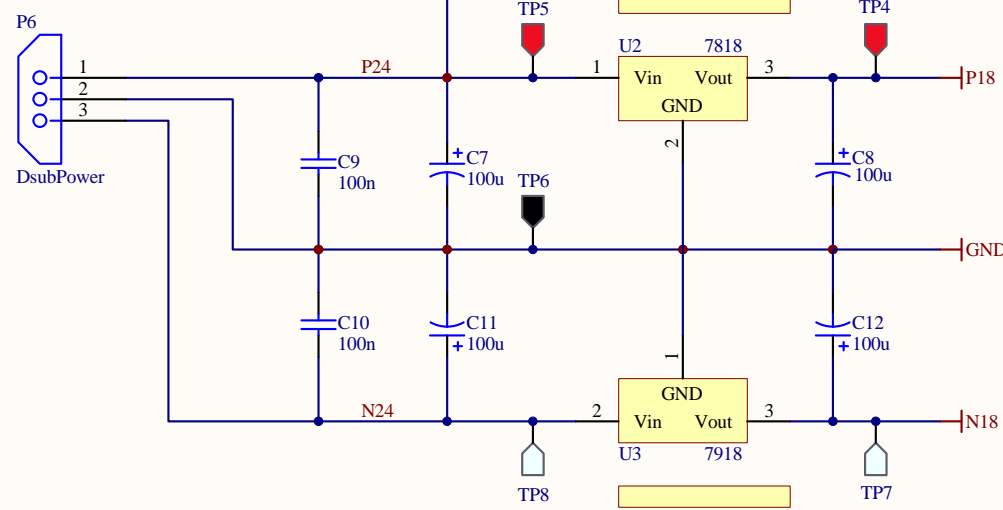 TP5
TP4
P6
U2 7818
1 P24 1 Vin Vout 3 P18
2 GND
3
2
C9 C7 C8
100n 100u 100u
DsubPower
TP6
GND
C10 C11 C12
100n 100u 100u
1
GND
N24 2 Vin Vout 3 N18
U3 7918
TP8 TP7